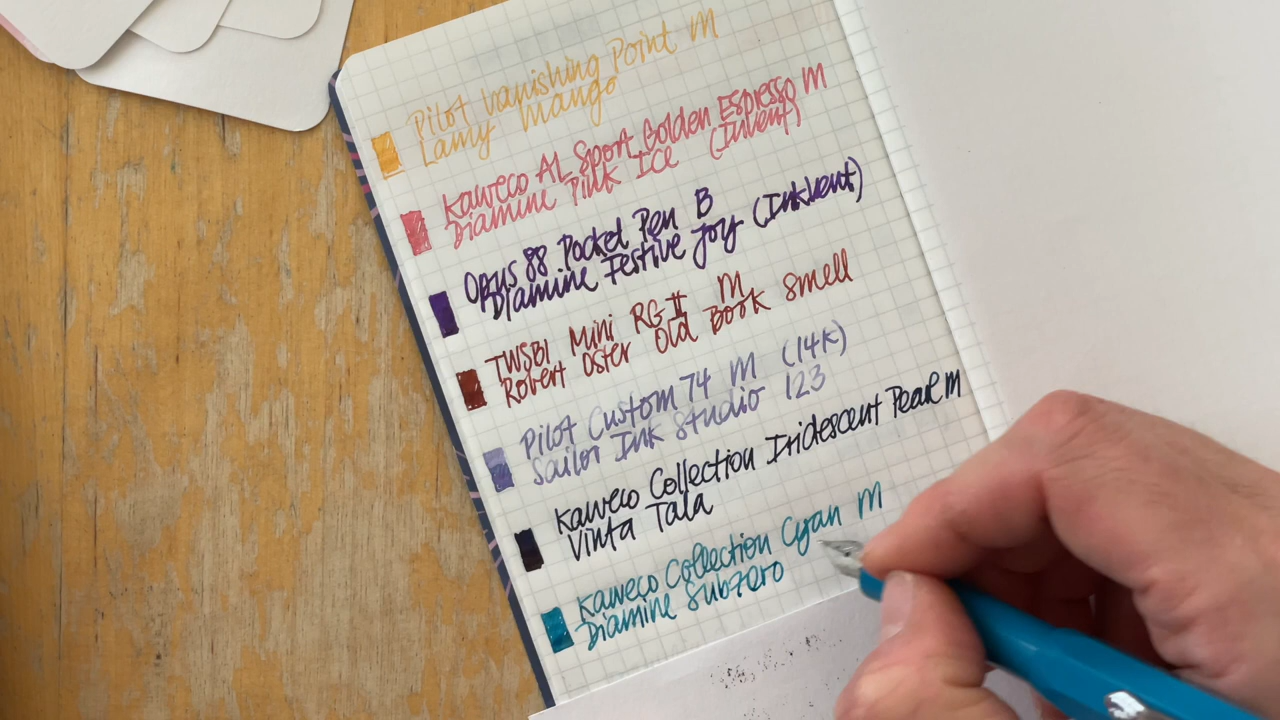 Pilot Vanishing Point M
Lamy Mango
Kaweco AL Sport Golden Espresso M
Diamine Pink Ice (Inkvent)
Opus 88 Pocket Pen B
Diamine Festive Joy (Inkvent)
TWSBI Mini RG II M
Robert Oster Old Book Smell
Pilot Custom 74 M (14K)
Sailor Ink Studio 123
Kaweco Collection Iridescent Pearl M
Vinta Tala
Kaweco Collection Cyan M
Diamine Subzero